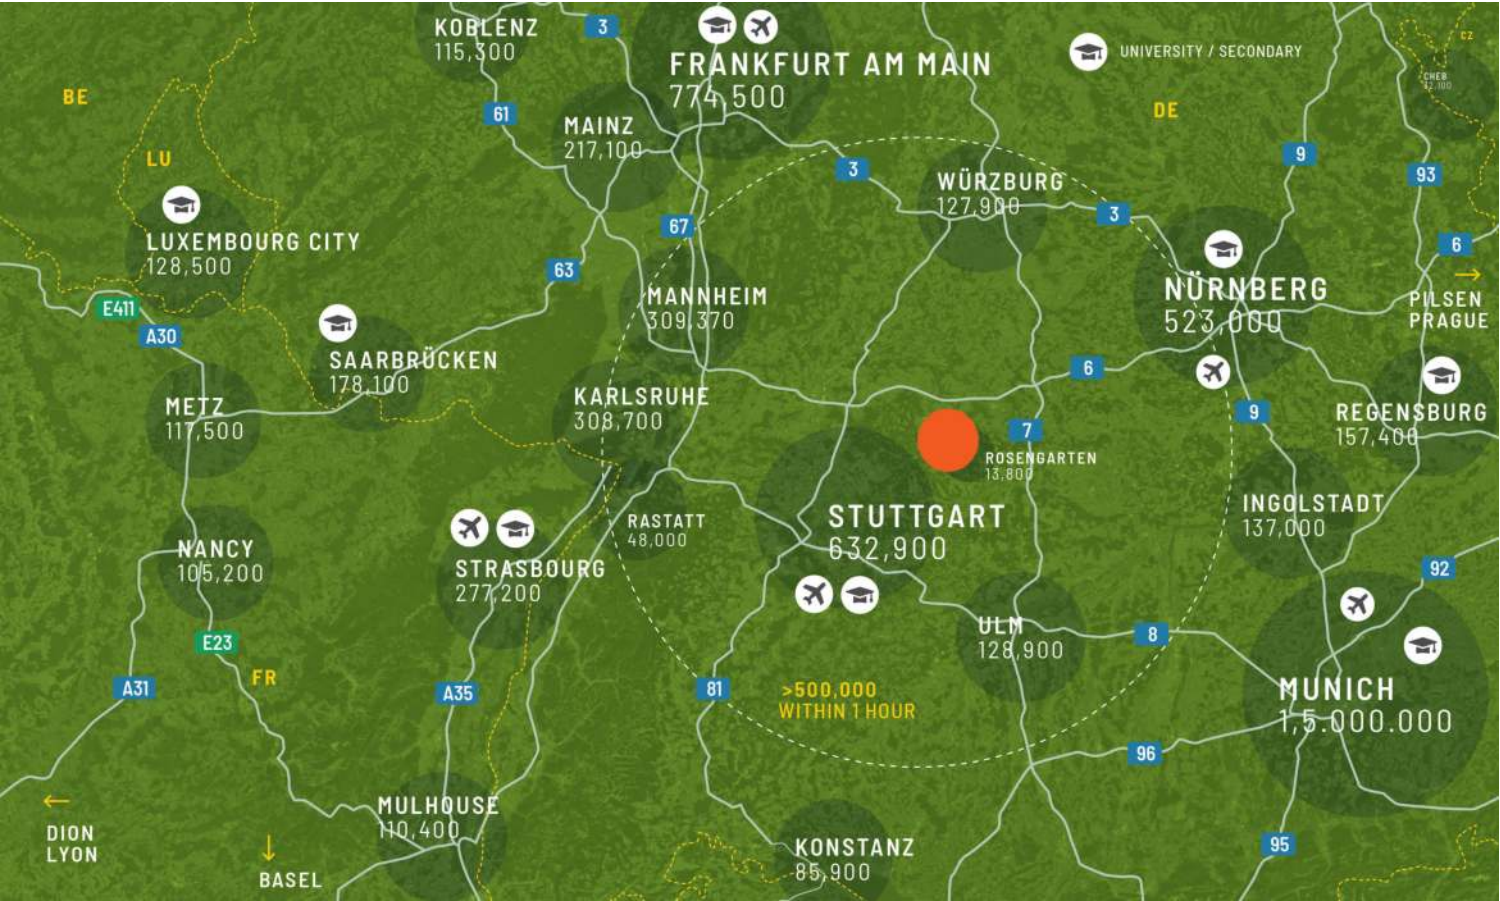 KOBLENZ
115,300
3
FRANKFURT AM MAIN
774,500
UNIVERSITY / SECONDARY
CZ
CHEB
BE
61
MAINZ
217,100
DE
LU
3
9
93
WÜRZBURG
127,900
3
67
LUXEMBOURG CITY
128,500
63
6
NÜRNBERG
523,000
PILSEN
PRAGUE
MANNHEIM
309,370
E411
A30
SAARBRÜCKEN
178,100
6
KARLSRUHE
308,700
METZ
117,500
9
REGENSBURG
157,400
7
ROSENGARTEN
13,800
INGOLSTADT
137,000
STUTTGART
632,900
RASTATT
48,000
NANCY
105,200
STRASBOURG
277,200
92
ULM
128,900
8
E23
FR
A31
A35
81
>500,000
WITHIN 1 HOUR
MUNICH
1,5.000.000
96
MULHOUSE
110,400
DION
LYON
BASEL
KONSTANZ
85,900
95